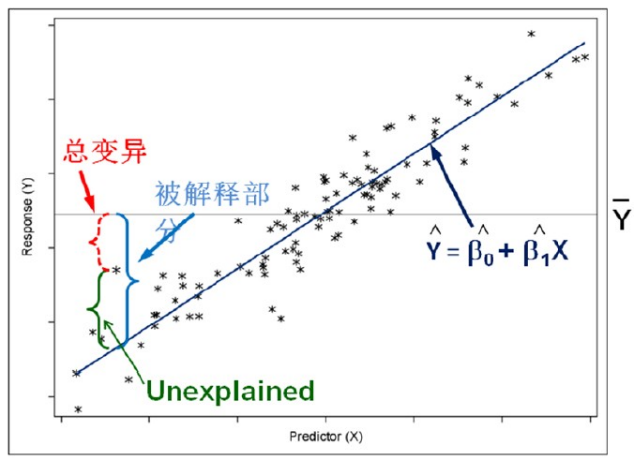 总变异
被解释部
分
Response (Y)
Y̅
Ŷ = β̂₀ + β̂₁X
Unexplained
Predictor (X)